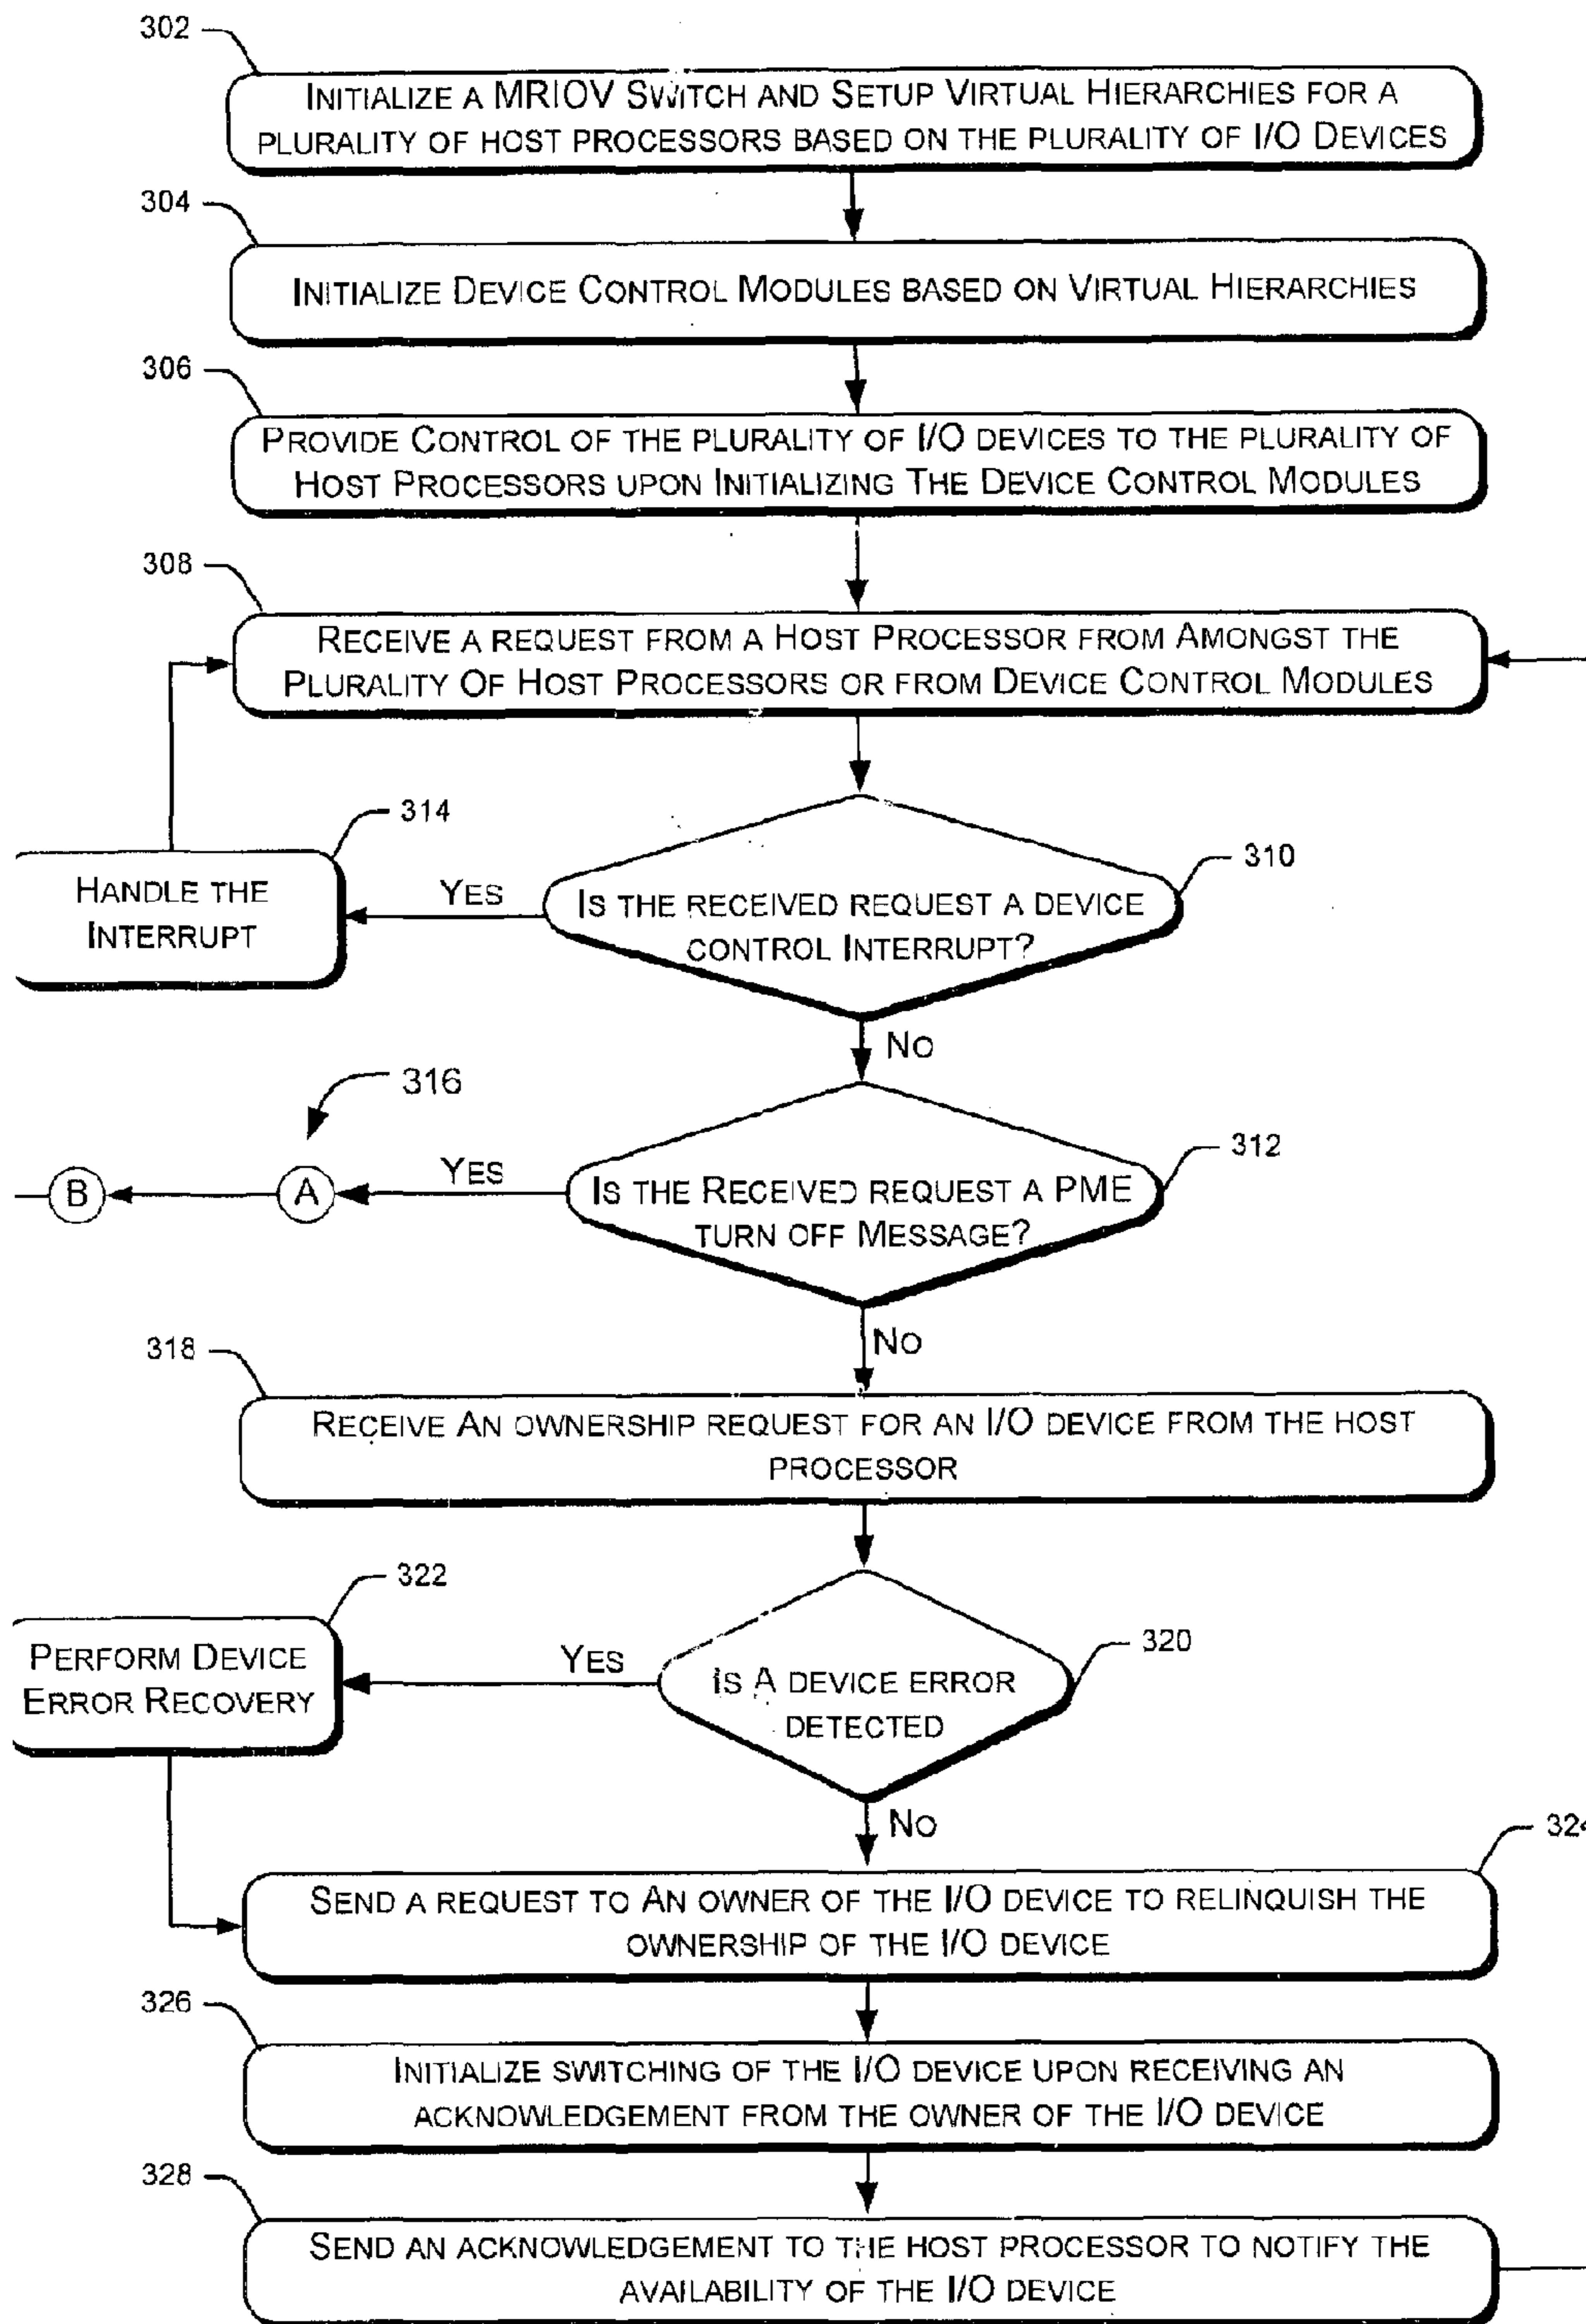 302
INITIALIZE A MRIOV SWITCH AND SETUP VIRTUAL HIERARCHIES FOR A
PLURALITY OF HOST PROCESSORS BASED ON THE PLURALITY OF I/O DEVICES
304
INITIALIZE DEVICE CONTROL MODULES BASED ON VIRTUAL HIERARCHIES
306
PROVIDE CONTROL OF THE PLURALITY OF I/O DEVICES TO THE PLURALITY OF
HOST PROCESSORS UPON INITIALIZING THE DEVICE CONTROL MODULES
308
RECEIVE A REQUEST FROM A HOST PROCESSOR FROM AMONGST THE
PLURALITY OF HOST PROCESSORS OR FROM DEVICE CONTROL MODULES
314
HANDLE THE
INTERRUPT
YES
310
IS THE RECEIVED REQUEST A DEVICE
CONTROL INTERRUPT?
NO
316
B
A
YES
312
IS THE RECEIVED REQUEST A PME
TURN OFF MESSAGE?
NO
318
RECEIVE AN OWNERSHIP REQUEST FOR AN I/O DEVICE FROM THE HOST
PROCESSOR
322
PERFORM DEVICE
ERROR RECOVERY
YES
320
IS A DEVICE ERROR
DETECTED
NO
324
SEND A REQUEST TO AN OWNER OF THE I/O DEVICE TO RELINQUISH THE
OWNERSHIP OF THE I/O DEVICE
326
INITIALIZE SWITCHING OF THE I/O DEVICE UPON RECEIVING AN
ACKNOWLEDGEMENT FROM THE OWNER OF THE I/O DEVICE
328
SEND AN ACKNOWLEDGEMENT TO THE HOST PROCESSOR TO NOTIFY THE
AVAILABILITY OF THE I/O DEVICE